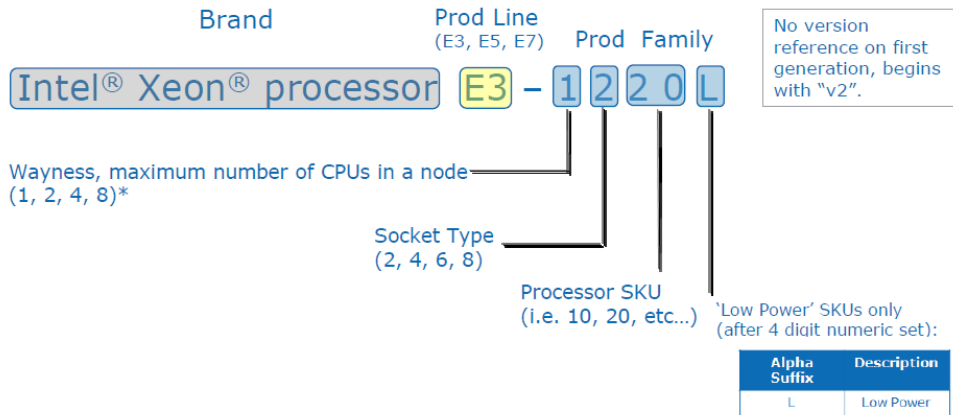 Brand
Prod Line
(E3, E5, E7)
Prod Family
No version
reference on first
generation, begins
with "v2".
Intel® Xeon® processor E3 – 1 2 2 0 L
Wayness, maximum number of CPUs in a node
(1, 2, 4, 8)*
Socket Type
(2, 4, 6, 8)
Processor SKU
(i.e. 10, 20, etc...)
'Low Power' SKUs only
(after 4 digit numeric set):
Alpha
Suffix
Description
L
Low Power